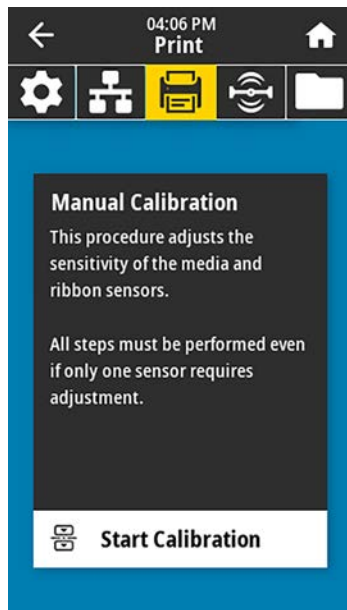 04:06 PM
Print
Manual Calibration
This procedure adjusts the
sensitivity of the media and
ribbon sensors.
All steps must be performed even
if only one sensor requires
adjustment.
Start Calibration